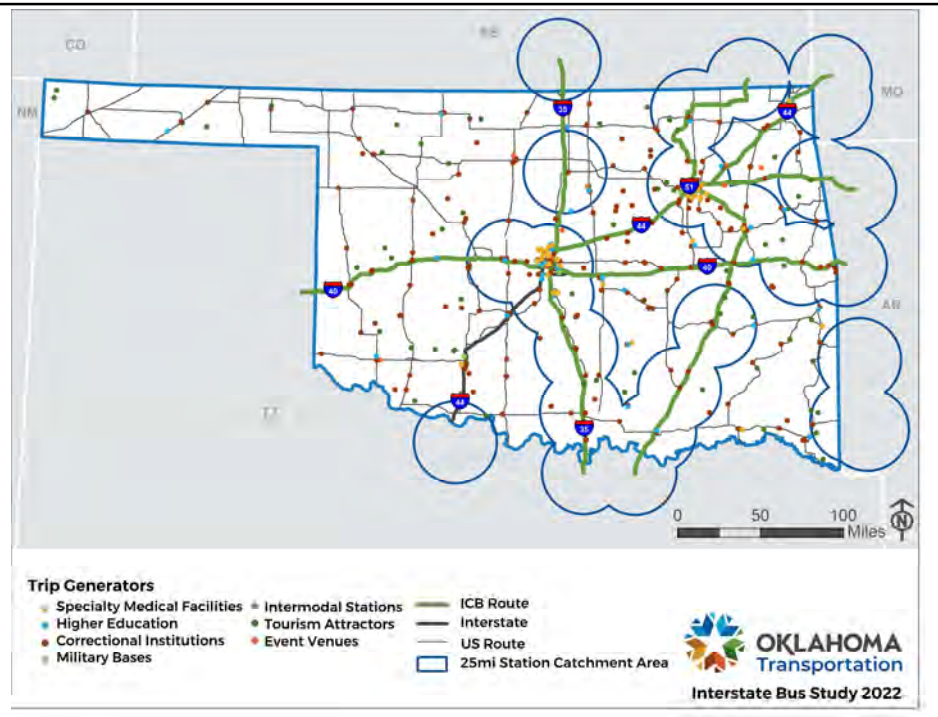 CO
NM
MO
35
44
51
44
40
40
AR
44
35
0 50 100
Miles
N
Trip Generators
Specialty Medical Facilities
Higher Education
Correctional Institutions
Military Bases
Intermodal Stations
Tourism Attractors
Event Venues
ICB Route
Interstate
US Route
25mi Station Catchment Area
OKLAHOMA
Transportation
Interstate Bus Study 2022